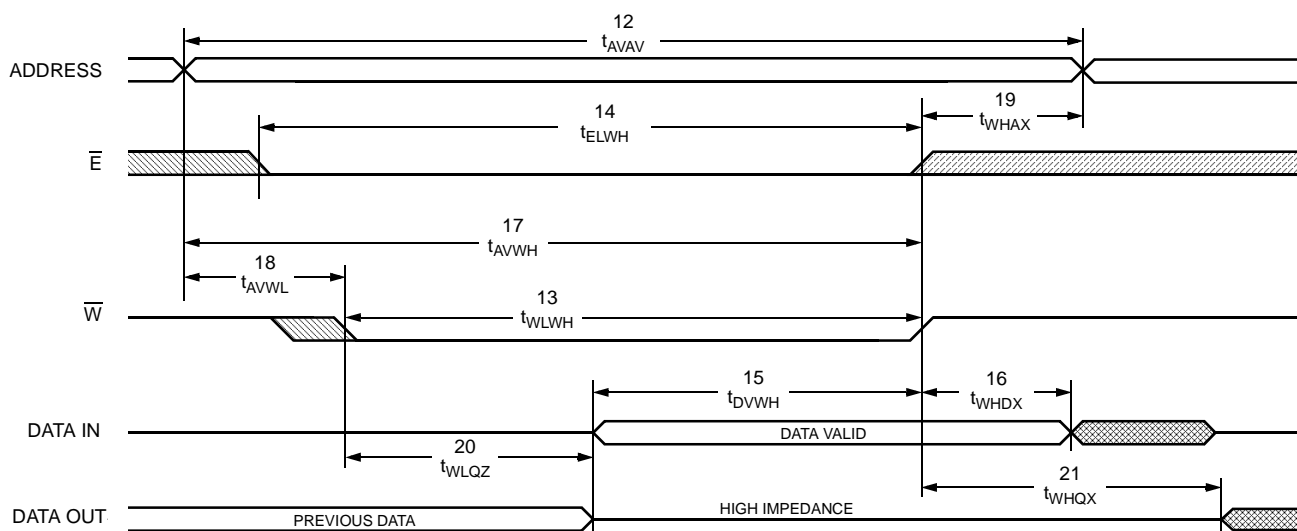 12
tAVAV
ADDRESS
14
tELWH
19
tWHAX
E
17
tAVWH
18
tAVWL
W
13
tWLWH
15
tDVWH
16
tWHDX
DATA IN
DATA VALID
20
tWLQZ
21
tWHQX
DATA OUT
PREVIOUS DATA
HIGH IMPEDANCE